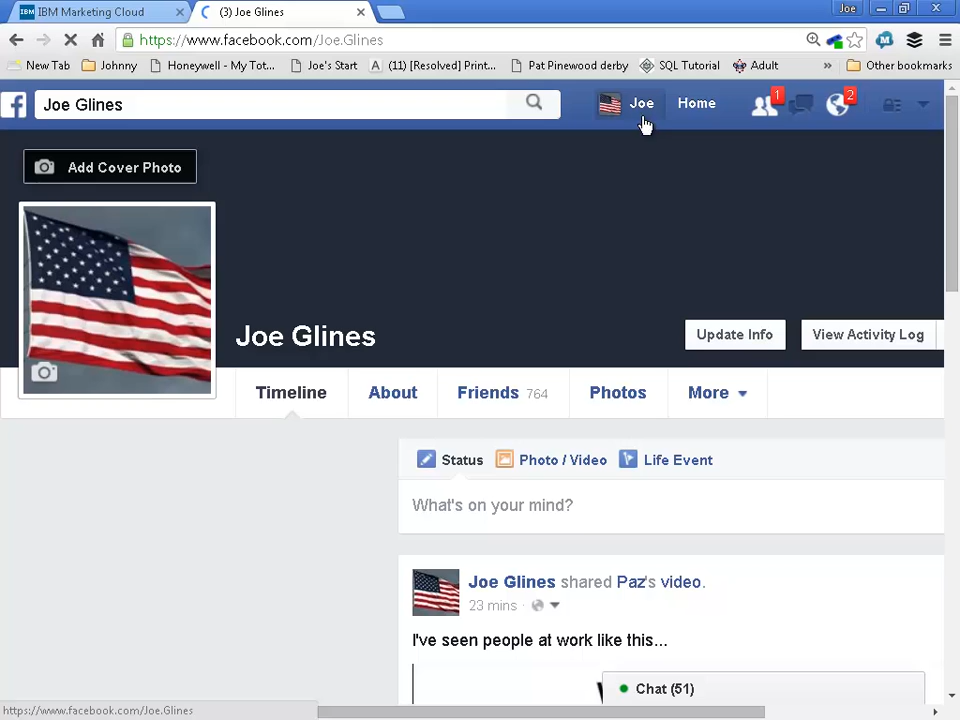 IBM IBM Marketing Cloud × (3) Joe Glines × Joe
https://www.facebook.com/Joe.Glines
New Tab Johnny Honeywell - My Tot... Joe's Start A (11) [Resolved] Print... Pat Pinewood derby SQL Tutorial Adult » Other bookmarks
Joe Glines Joe Home 1 2
Add Cover Photo
Joe Glines Update Info View Activity Log
Timeline About Friends 764 Photos More
Status Photo / Video Life Event
What's on your mind?
Joe Glines shared Paz's video.
23 mins ·
I've seen people at work like this...
Chat (51)
https://www.facebook.com/Joe.Glines